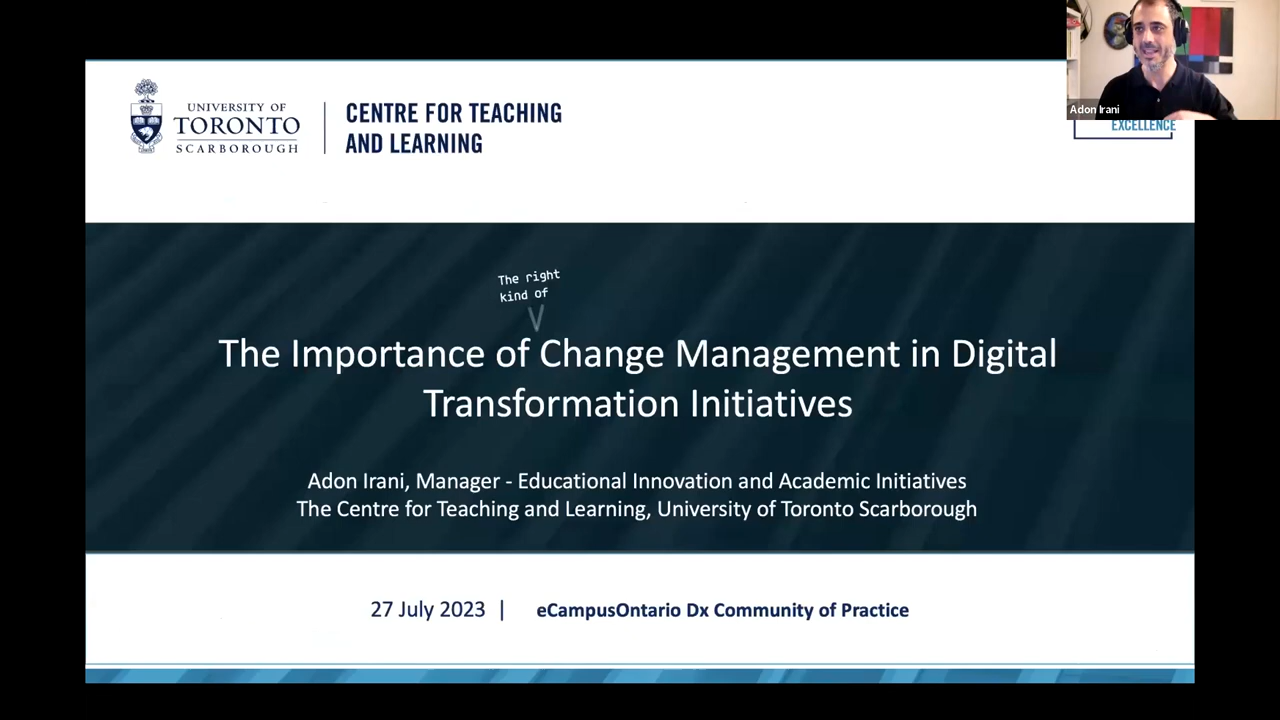 UNIVERSITY OF
TORONTO
SCARBOROUGH
CENTRE FOR TEACHING
AND LEARNING
Adon Irani
EXCELLENCE
The right
kind of
The Importance of Change Management in Digital
Transformation Initiatives
Adon Irani, Manager - Educational Innovation and Academic Initiatives
The Centre for Teaching and Learning, University of Toronto Scarborough
27 July 2023 | eCampusOntario Dx Community of Practice